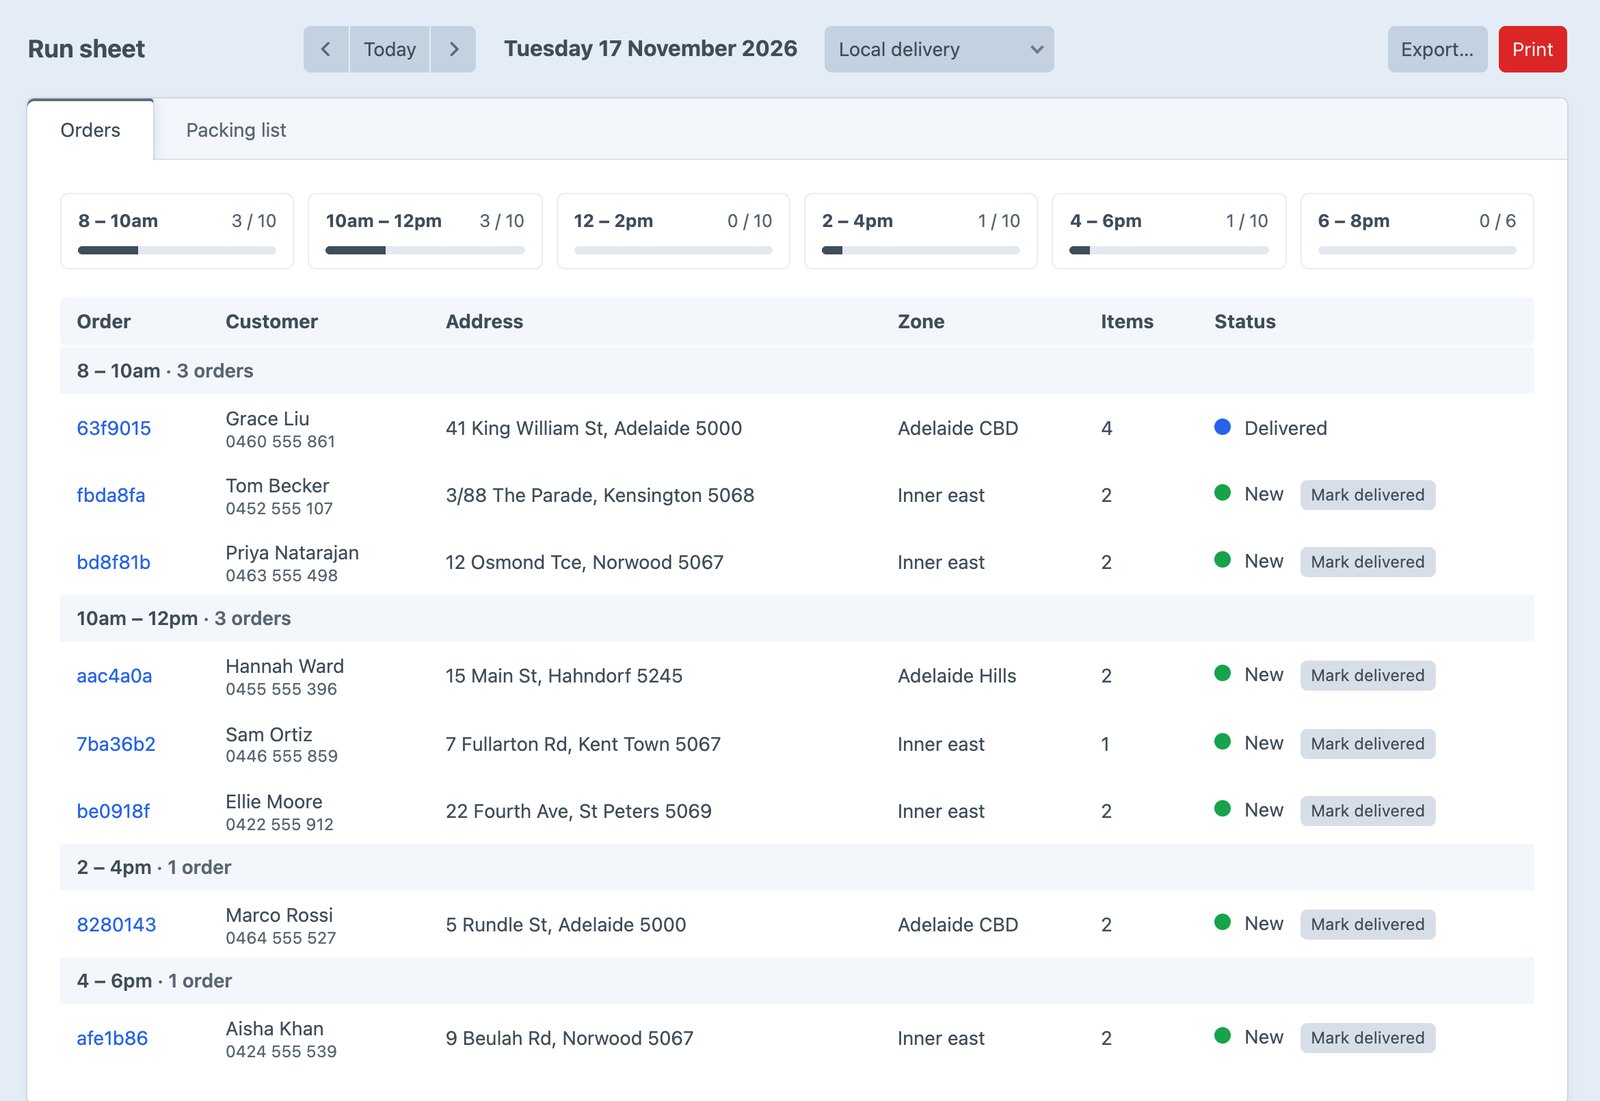 Run sheet
Today
Tuesday 17 November 2026
Local delivery
Export...
Print
Orders
Packing list
8 – 10am 3 / 10
10am – 12pm 3 / 10
12 – 2pm 0 / 10
2 – 4pm 1 / 10
4 – 6pm 1 / 10
6 – 8pm 0 / 6
Order Customer Address Zone Items Status
8 – 10am · 3 orders
63f9015 Grace Liu 41 King William St, Adelaide 5000 Adelaide CBD 4 Delivered
0460 555 861
fbda8fa Tom Becker 3/88 The Parade, Kensington 5068 Inner east 2 New Mark delivered
0452 555 107
bd8f81b Priya Natarajan 12 Osmond Tce, Norwood 5067 Inner east 2 New Mark delivered
0463 555 498
10am – 12pm · 3 orders
aac4a0a Hannah Ward 15 Main St, Hahndorf 5245 Adelaide Hills 2 New Mark delivered
0455 555 396
7ba36b2 Sam Ortiz 7 Fullarton Rd, Kent Town 5067 Inner east 1 New Mark delivered
0446 555 859
be0918f Ellie Moore 22 Fourth Ave, St Peters 5069 Inner east 2 New Mark delivered
0422 555 912
2 – 4pm · 1 order
8280143 Marco Rossi 5 Rundle St, Adelaide 5000 Adelaide CBD 2 New Mark delivered
0464 555 527
4 – 6pm · 1 order
afe1b86 Aisha Khan 9 Beulah Rd, Norwood 5067 Inner east 2 New Mark delivered
0424 555 539